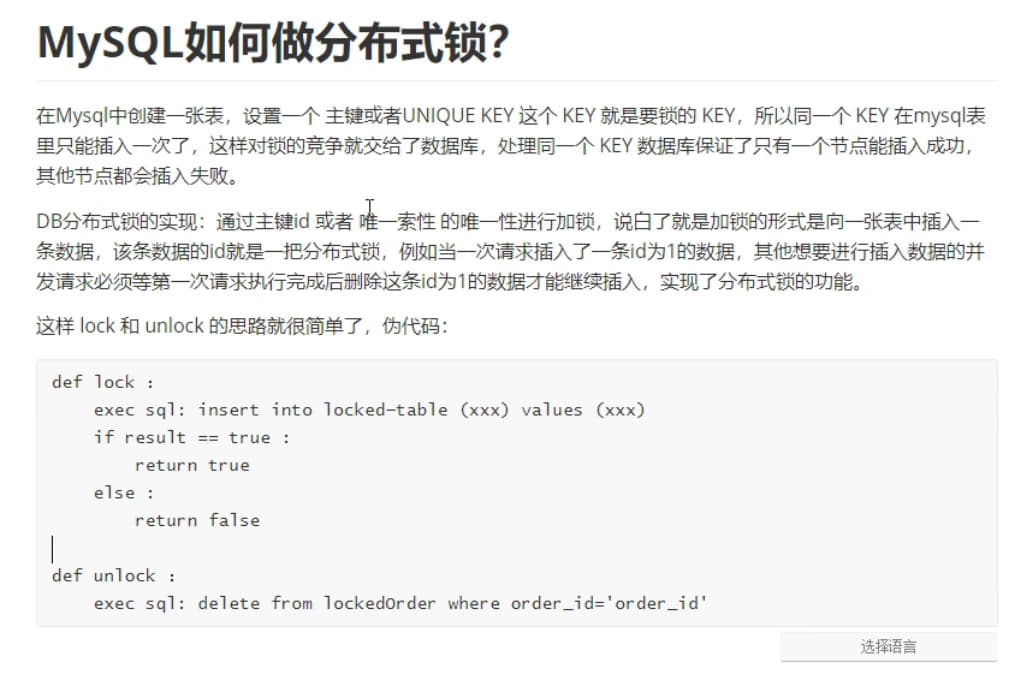 MySQL如何做分布式锁？
在Mysql中创建一张表，设置一个 主键或者UNIQUE KEY 这个 KEY 就是要锁的 KEY，所以同一个 KEY 在mysql表
里只能插入一次了，这样对锁的竞争就交给了数据库，处理同一个 KEY 数据库保证了只有一个节点能插入成功，
其他节点都会插入失败。
DB分布式锁的实现：通过主键id 或者 唯一索性 的唯一性进行加锁，说白了就是加锁的形式是向一张表中插入一
条数据，该条数据的id就是一把分布式锁，例如当一次请求插入了一条id为1的数据，其他想要进行插入数据的并
发请求必须等第一次请求执行完成后删除这条id为1的数据才能继续插入，实现了分布式锁的功能。
这样 lock 和 unlock 的思路就很简单了，伪代码：
def lock :
    exec sql: insert into locked-table (xxx) values (xxx)
    if result == true :
        return true
    else :
        return false
def unlock :
    exec sql: delete from lockedOrder where order_id='order_id'
选择语言